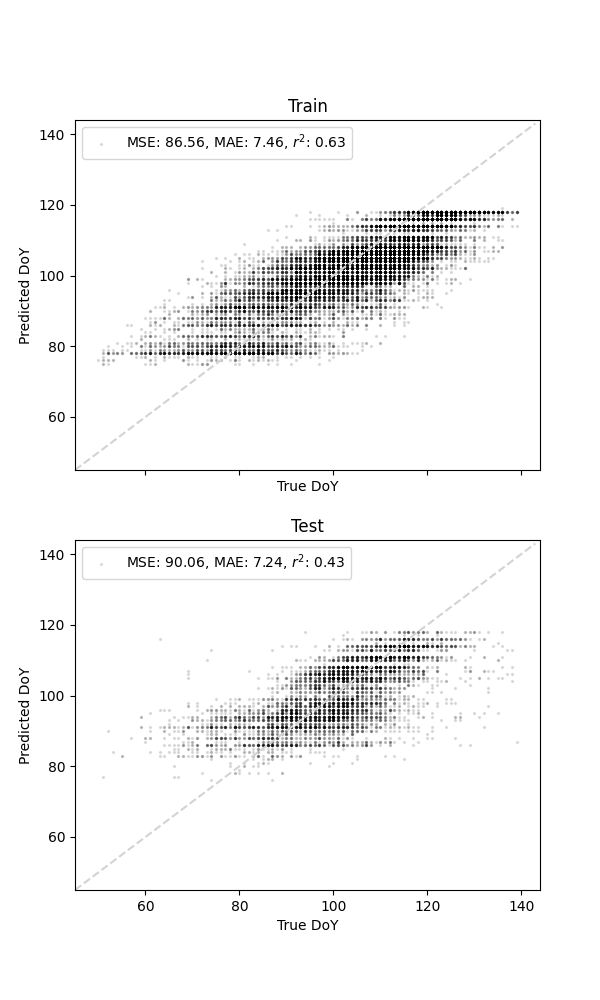 Train
MSE: 86.56, MAE: 7.46, r²: 0.63
140
120
100
80
60
Predicted DoY
True DoY
Test
MSE: 90.06, MAE: 7.24, r²: 0.43
140
120
100
80
60
Predicted DoY
60 80 100 120 140
True DoY